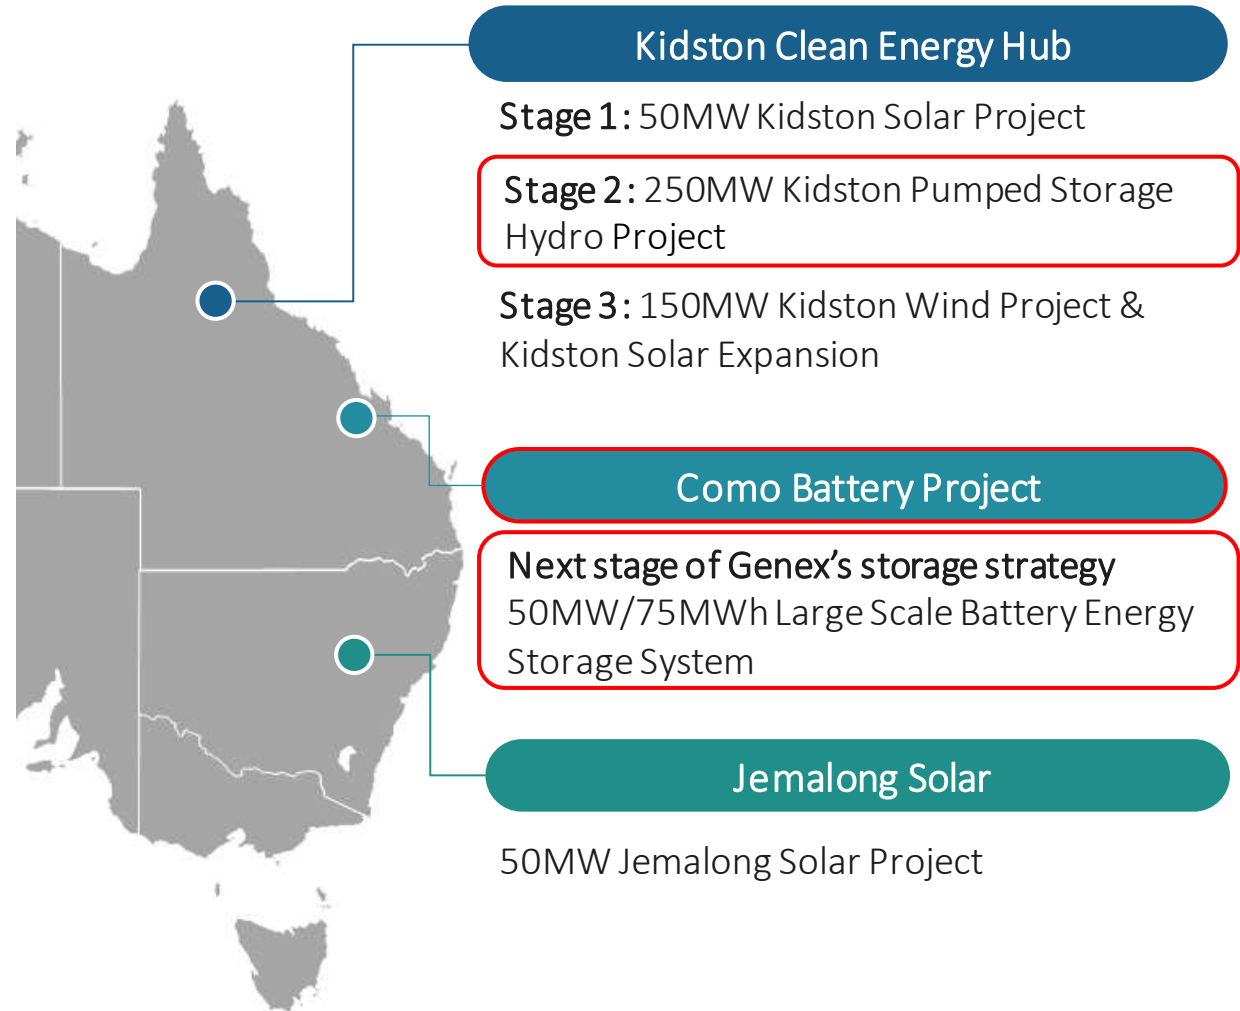 Kidston Clean Energy Hub
Stage 1: 50MW Kidston Solar Project
Stage 2: 250MW Kidston Pumped Storage
Hydro Project
Stage 3: 150MW Kidston Wind Project &
Kidston Solar Expansion
Como Battery Project
Next stage of Genex's storage strategy
50MW/75MWh Large Scale Battery Energy
Storage System
Jemalong Solar
50MW Jemalong Solar Project